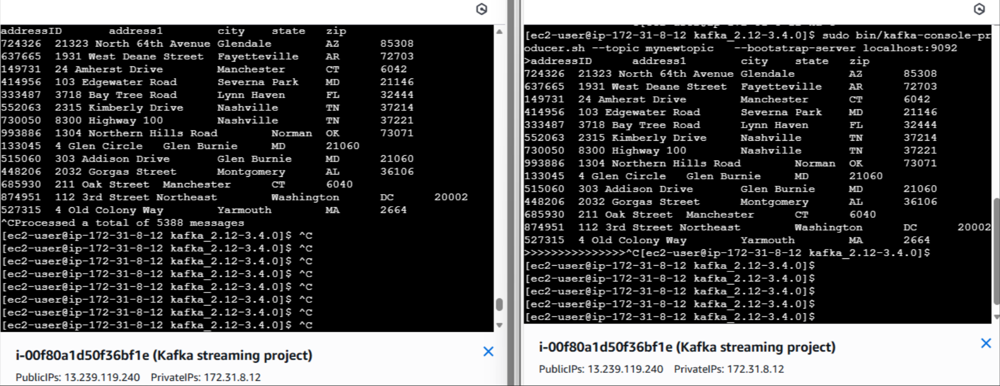 addressID address1 city state zip
724326 21323 North 64th Avenue Glendale AZ 85308
637665 1931 West Deane Street Fayetteville AR 72703
149731 24 Amherst Drive Manchester CT 6042
414956 103 Edgewater Road Severna Park MD 21146
333487 3718 Bay Tree Road Lynn Haven FL 32444
552063 2315 Kimberly Drive Nashville TN 37214
730050 8300 Highway 100 Nashville TN 37221
993886 1304 Northern Hills Road Norman OK 73071
133045 4 Glen Circle Glen Burnie MD 21060
515060 303 Addison Drive Glen Burnie MD 21060
448206 2032 Gorgas Street Montgomery AL 36106
685930 211 Oak Street Manchester CT 6040
874951 112 3rd Street Northeast Washington DC 20002
527315 4 Old Colony Way Yarmouth MA 2664
^CProcessed a total of 5388 messages
[ec2-user@ip-172-31-8-12 kafka_2.12-3.4.0]$ ^C
[ec2-user@ip-172-31-8-12 kafka_2.12-3.4.0]$ ^C
[ec2-user@ip-172-31-8-12 kafka_2.12-3.4.0]$ ^C
[ec2-user@ip-172-31-8-12 kafka_2.12-3.4.0]$ ^C
[ec2-user@ip-172-31-8-12 kafka_2.12-3.4.0]$ ^C
[ec2-user@ip-172-31-8-12 kafka_2.12-3.4.0]$ ^C
[ec2-user@ip-172-31-8-12 kafka_2.12-3.4.0]$ ^C
[ec2-user@ip-172-31-8-12 kafka_2.12-3.4.0]$ ^C
i-00f80a1d50f36bf1e (Kafka streaming project)
PublicIPs: 13.239.119.240 PrivateIPs: 172.31.8.12
[ec2-user@ip-172-31-8-12 kafka_2.12-3.4.0]$ sudo bin/kafka-console-pr
oducer.sh --topic mynewtopic --bootstrap-server localhost:9092
>addressID address1 city state zip
724326 21323 North 64th Avenue Glendale AZ 85308
637665 1931 West Deane Street Fayetteville AR 72703
149731 24 Amherst Drive Manchester CT 6042
414956 103 Edgewater Road Severna Park MD 21146
333487 3718 Bay Tree Road Lynn Haven FL 32444
552063 2315 Kimberly Drive Nashville TN 37214
730050 8300 Highway 100 Nashville TN 37221
993886 1304 Northern Hills Road Norman OK 73071
133045 4 Glen Circle Glen Burnie MD 21060
515060 303 Addison Drive Glen Burnie MD 21060
448206 2032 Gorgas Street Montgomery AL 36106
685930 211 Oak Street Manchester CT 6040
874951 112 3rd Street Northeast Washington DC 20002
527315 4 Old Colony Way Yarmouth MA 2664
>>>>>>>>>>>>>>>^C[ec2-user@ip-172-31-8-12 kafka_2.12-3.4.0]$
[ec2-user@ip-172-31-8-12 kafka_2.12-3.4.0]$
[ec2-user@ip-172-31-8-12 kafka_2.12-3.4.0]$
[ec2-user@ip-172-31-8-12 kafka_2.12-3.4.0]$
[ec2-user@ip-172-31-8-12 kafka_2.12-3.4.0]$
[ec2-user@ip-172-31-8-12 kafka_2.12-3.4.0]$
i-00f80a1d50f36bf1e (Kafka streaming project)
PublicIPs: 13.239.119.240 PrivateIPs: 172.31.8.12